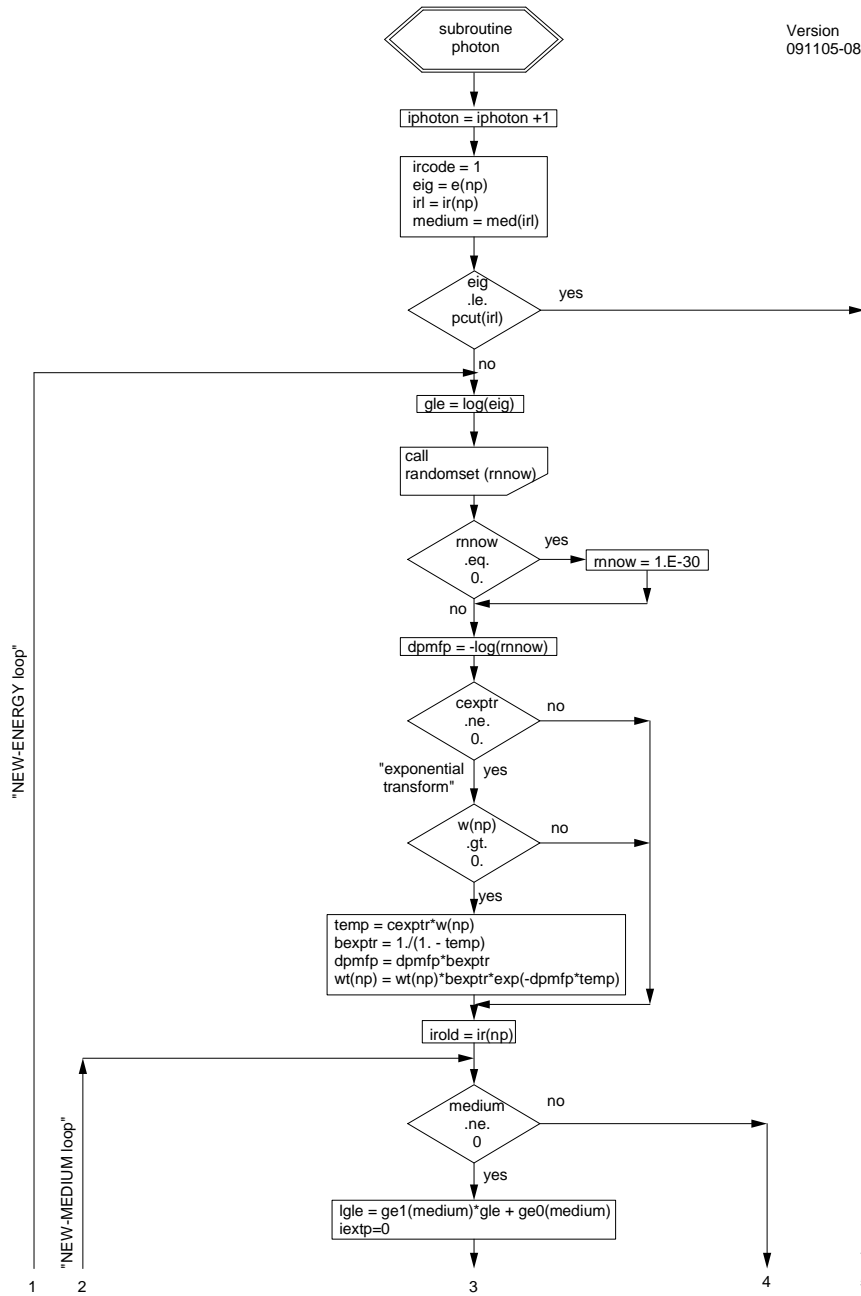 subroutine
photon
Version
091105-08
iphoton = iphoton +1
ircode = 1
eig = e(np)
irl = ir(np)
medium = med(irl)
eig
.le.
pcut(irl)
yes
no
gle = log(eig)
call
randomset (rnnow)
rnnow
.eq.
0.
yes
rnnow = 1.E-30
no
dpmfp = -log(rnnow)
cexptr
.ne.
0.
no
"exponential
transform"
yes
w(np)
.gt.
0.
no
yes
temp = cexptr*w(np)
bexptr = 1./(1. - temp)
dpmfp = dpmfp*bexptr
wt(np) = wt(np)*bexptr*exp(-dpmfp*temp)
irold = ir(np)
"NEW-ENERGY loop"
"NEW-MEDIUM loop"
medium
.ne.
0
no
yes
lgle = ge1(medium)*gle + ge0(medium)
iextp=0
1
2
3
4